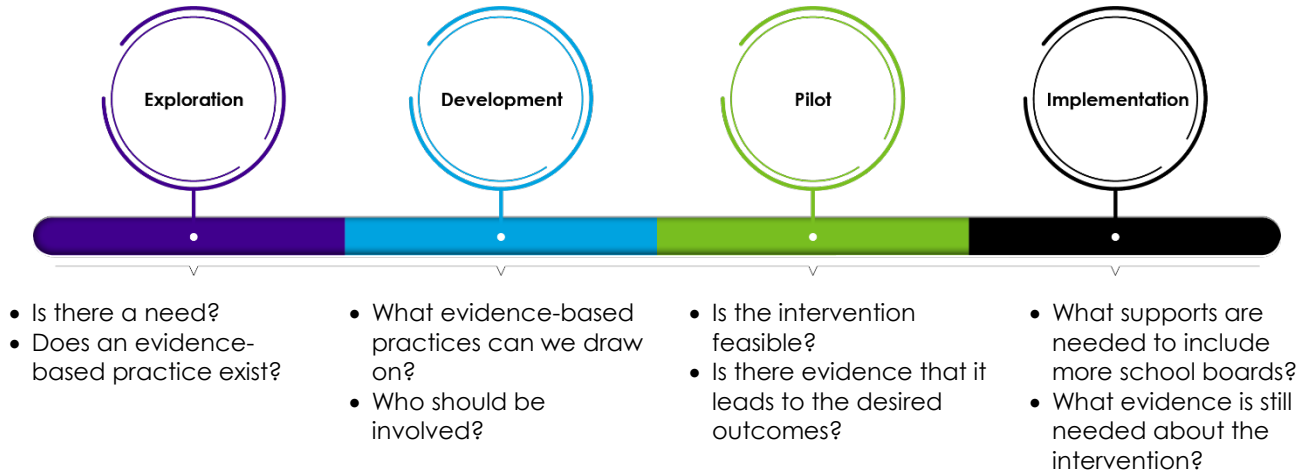 Exploration
Development
Pilot
Implementation
• Is there a need?
• Does an evidence-
based practice exist?
• What evidence-based
practices can we draw
on?
• Who should be
involved?
• Is the intervention
feasible?
• Is there evidence that it
leads to the desired
outcomes?
• What supports are
needed to include
more school boards?
• What evidence is still
needed about the
intervention?